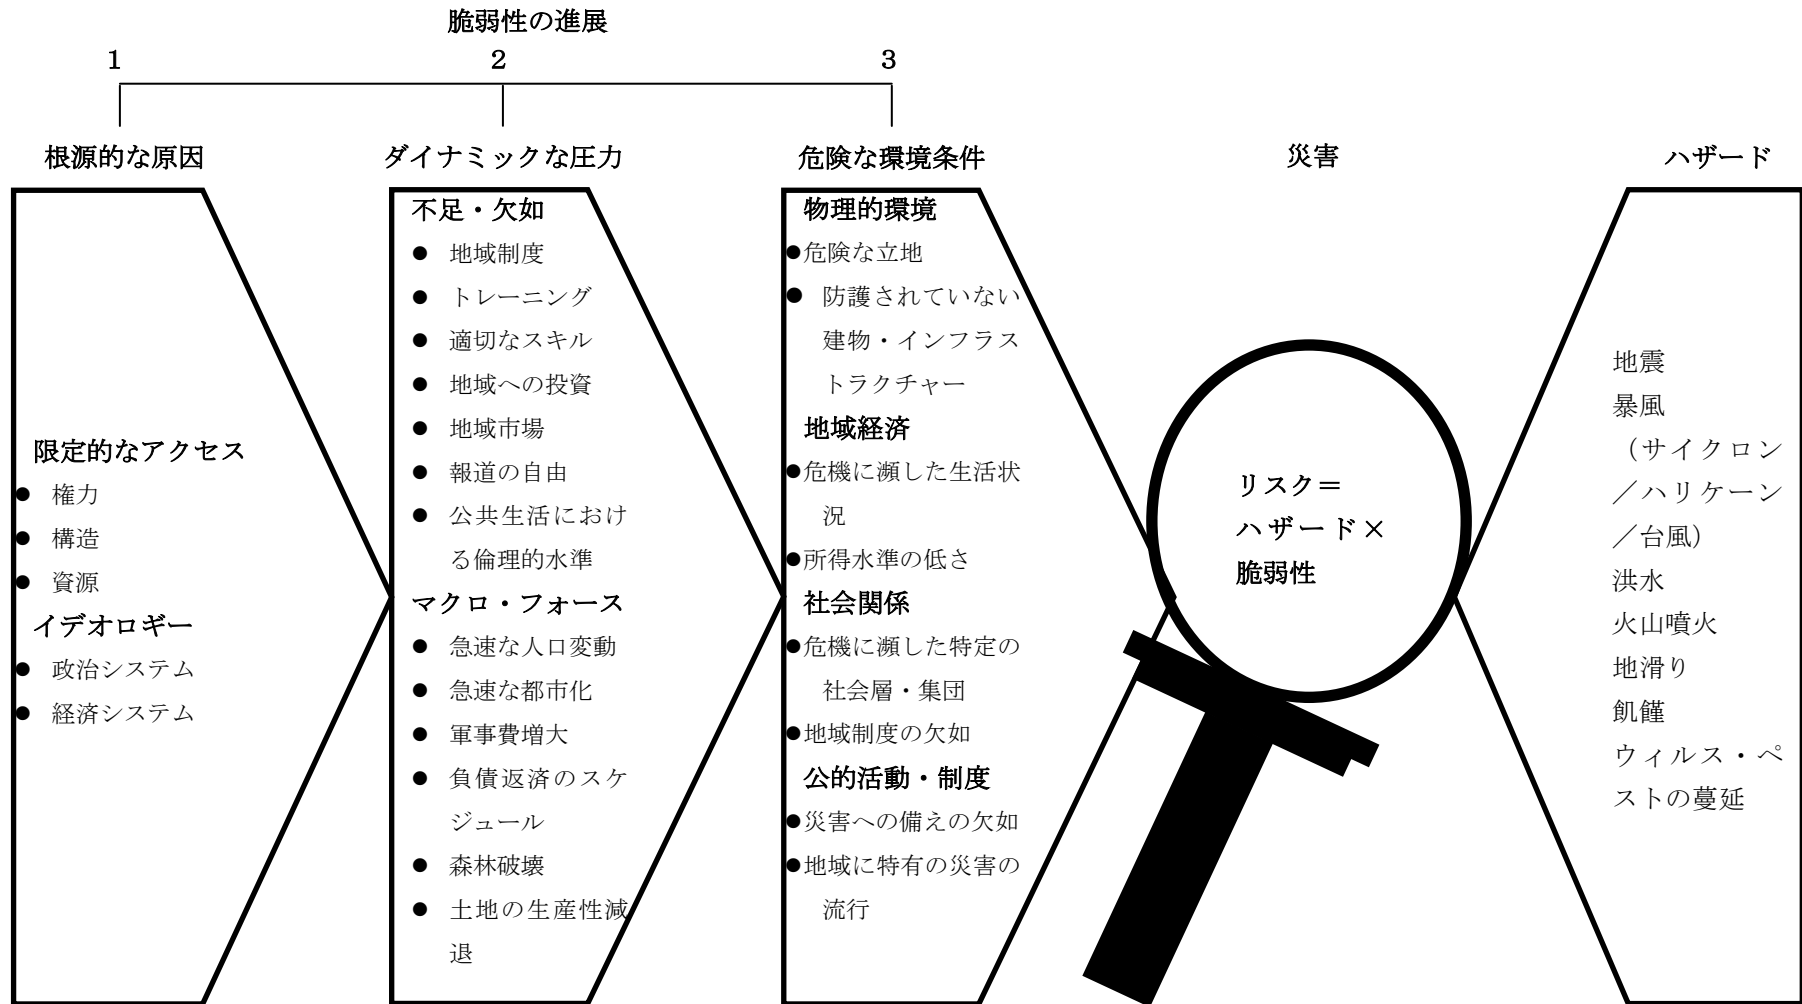 脆弱性の進展
1
2
3
根源的な原因
限定的なアクセス
● 権力
● 構造
● 資源
イデオロギー
● 政治システム
● 経済システム
ダイナミックな圧力
不足・欠如
● 地域制度
● トレーニング
● 適切なスキル
● 地域への投資
● 地域市場
● 報道の自由
● 公共生活におけ
る倫理的水準
マクロ・フォース
● 急速な人口変動
● 急速な都市化
● 軍事費増大
● 負債返済のスケ
ジュール
● 森林破壊
● 土地の生産性減
退
危険な環境条件
物理的環境
●危険な立地
● 防護されていない
建物・インフラス
トラクチャー
地域経済
●危機に瀕した生活状
況
●所得水準の低さ
社会関係
●危機に瀕した特定の
社会層・集団
●地域制度の欠如
公的活動・制度
●災害への備えの欠如
●地域に特有の災害の
流行
災害
リスク＝
ハザード×
脆弱性
ハザード
地震
暴風
（サイクロン
／ハリケーン
／台風）
洪水
火山噴火
地滑り
飢饉
ウィルス・ペ
ストの蔓延